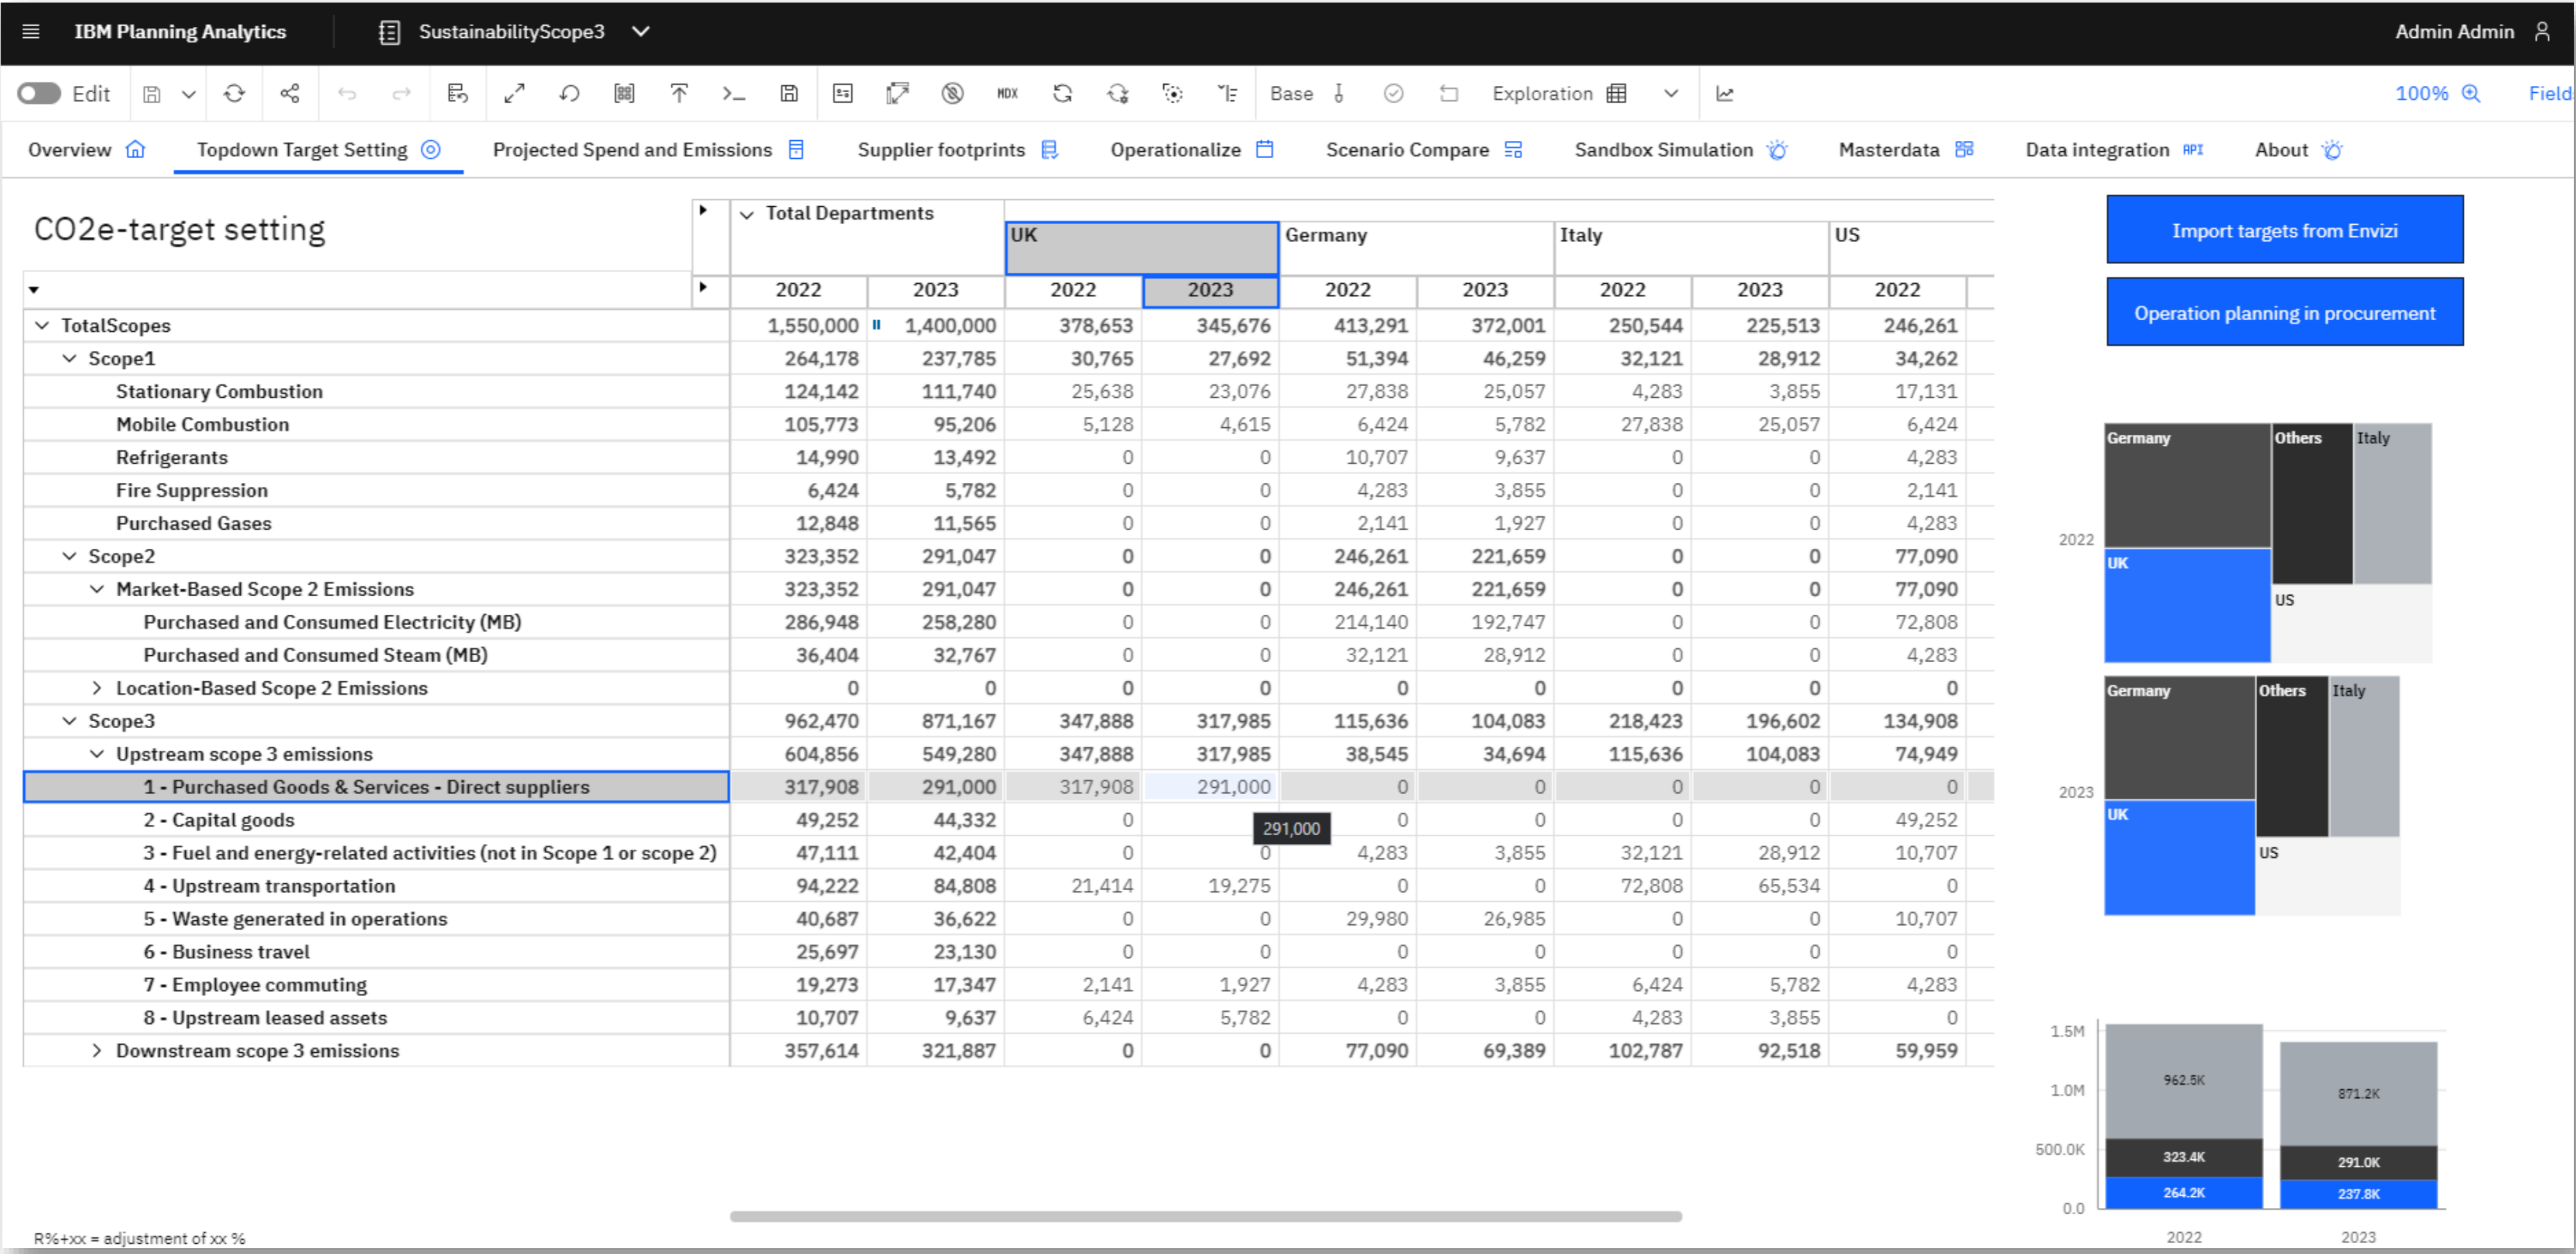 IBM Planning Analytics SustainabilityScope3 Admin Admin
Edit MDX Base Exploration 100% Field
Overview Topdown Target Setting Projected Spend and Emissions Supplier footprints Operationalize Scenario Compare Sandbox Simulation Masterdata Data integration API About
CO2e-target setting
Total Departments
UK Germany Italy US
2022 2023 2022 2023 2022 2023 2022 2023 2022
TotalScopes 1,550,000 1,400,000 378,653 345,676 413,291 372,001 250,544 225,513 246,261
Scope1 264,178 237,785 30,765 27,692 51,394 46,259 32,121 28,912 34,262
Stationary Combustion 124,142 111,740 25,638 23,076 27,838 25,057 4,283 3,855 17,131
Mobile Combustion 105,773 95,206 5,128 4,615 6,424 5,782 27,838 25,057 6,424
Refrigerants 14,990 13,492 0 0 10,707 9,637 0 0 4,283
Fire Suppression 6,424 5,782 0 0 4,283 3,855 0 0 2,141
Purchased Gases 12,848 11,565 0 0 2,141 1,927 0 0 4,283
Scope2 323,352 291,047 0 0 246,261 221,659 0 0 77,090
Market-Based Scope 2 Emissions 323,352 291,047 0 0 246,261 221,659 0 0 77,090
Purchased and Consumed Electricity (MB) 286,948 258,280 0 0 214,140 192,747 0 0 72,808
Purchased and Consumed Steam (MB) 36,404 32,767 0 0 32,121 28,912 0 0 4,283
Location-Based Scope 2 Emissions 0 0 0 0 0 0 0 0 0
Scope3 962,470 871,167 347,888 317,985 115,636 104,083 218,423 196,602 134,908
Upstream scope 3 emissions 604,856 549,280 347,888 317,985 38,545 34,694 115,636 104,083 74,949
1 - Purchased Goods & Services - Direct suppliers 317,908 291,000 317,908 291,000 0 0 0 0 0
2 - Capital goods 49,252 44,332 0 0 0 0 0 49,252
291,000
3 - Fuel and energy-related activities (not in Scope 1 or scope 2) 47,111 42,404 0 0 4,283 3,855 32,121 28,912 10,707
4 - Upstream transportation 94,222 84,808 21,414 19,275 0 0 72,808 65,534 0
5 - Waste generated in operations 40,687 36,622 0 0 29,980 26,985 0 0 10,707
6 - Business travel 25,697 23,130 0 0 0 0 0 0 0
7 - Employee commuting 19,273 17,347 2,141 1,927 4,283 3,855 6,424 5,782 4,283
8 - Upstream leased assets 10,707 9,637 6,424 5,782 0 0 4,283 3,855 0
Downstream scope 3 emissions 357,614 321,887 0 0 77,090 69,389 102,787 92,518 59,959
R%+xx = adjustment of xx %
Import targets from Envizi
Operation planning in procurement
Germany Others Italy
2022
UK
US
Germany Others Italy
2023
UK
US
1.5M
962.5K 871.2K
1.0M
500.0K
323.4K 291.0K
264.2K 237.8K
0.0
2022 2023